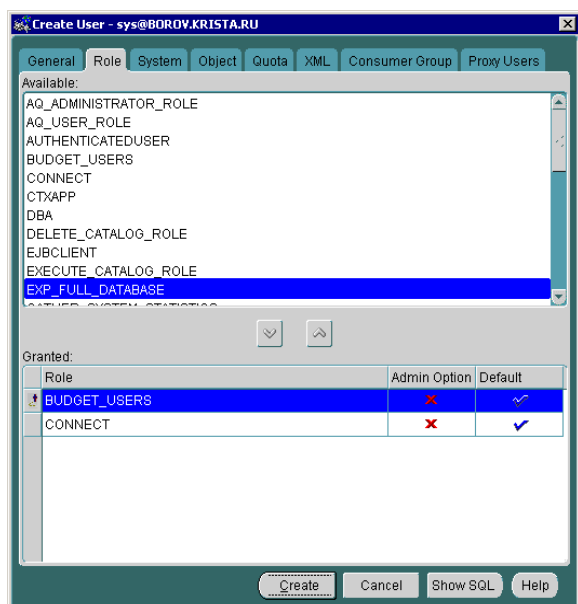 Create User - sys@BOROV.KRISTA.RU
General Role System Object Quota XML Consumer Group Proxy Users
Available:
AQ_ADMINISTRATOR_ROLE
AQ_USER_ROLE
AUTHENTICATEDUSER
BUDGET_USERS
CONNECT
CTXAPP
DBA
DELETE_CATALOG_ROLE
EJBCLIENT
EXECUTE_CATALOG_ROLE
EXP_FULL_DATABASE
Granted:
Role Admin Option Default
BUDGET_USERS
CONNECT
Create Cancel Show SQL Help